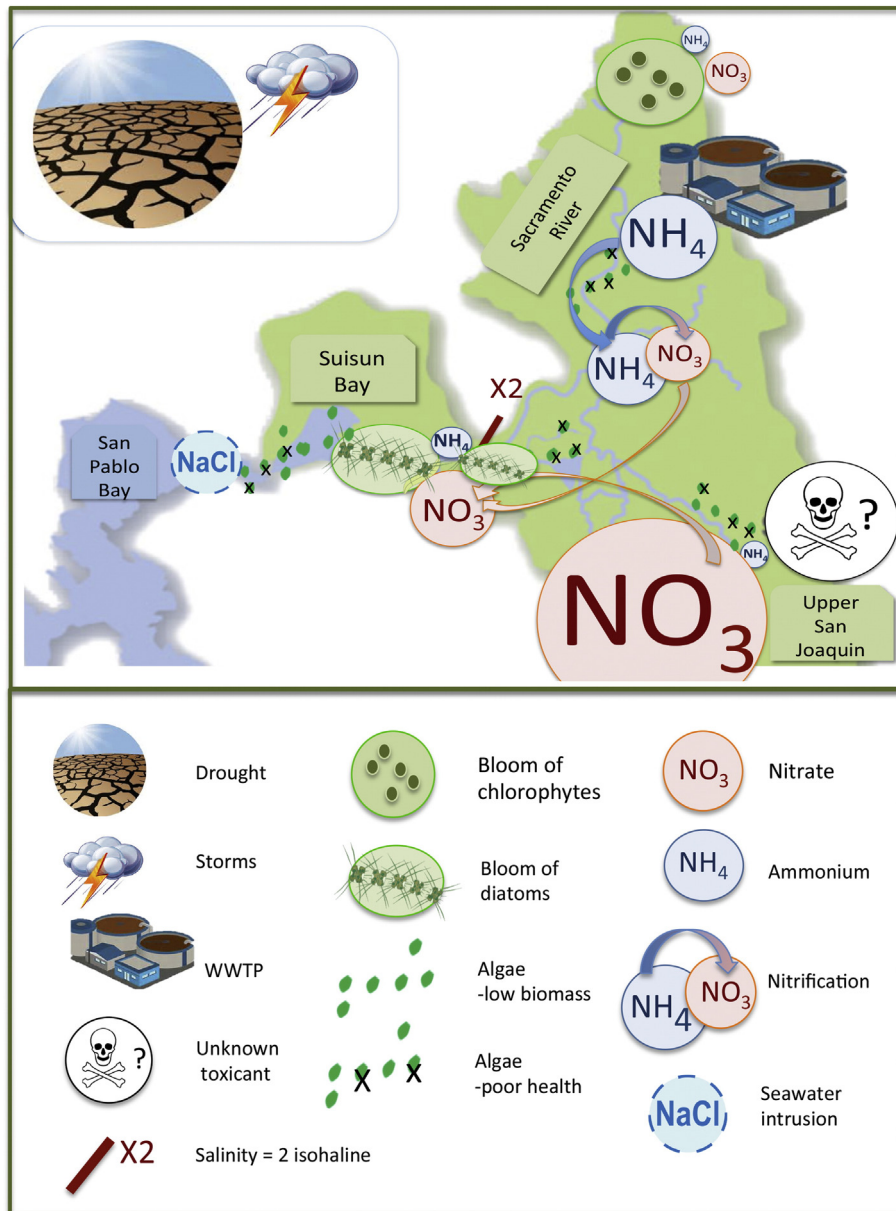 NH4
NO3
Sacramento
River
NH4
NH4
NO3
Suisun
Bay
X2
San
Pablo
Bay
NaCl
NH4
NO3
X
X
X
X
X
X
X
X
X
X
X
X
?
NH4
NO3
Upper
San
Joaquin
Drought
Bloom of
chlorophytes
NO3
Nitrate
Storms
Bloom of
diatoms
NH4
Ammonium
WWTP
Algae
-low biomass
NH4
NO3
Nitrification
?
Unknown
toxicant
X
X
Algae
-poor health
NaCl
Seawater
intrusion
X2
Salinity = 2 isohaline